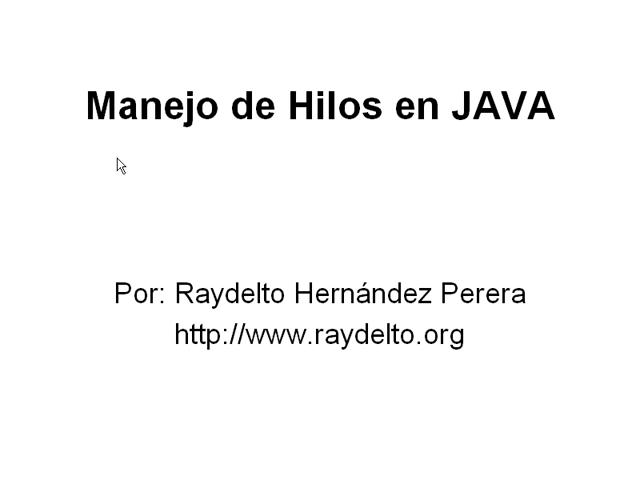 Manejo de Hilos en JAVA
Por: Raydelto Hernández Perera
http://www.raydelto.org